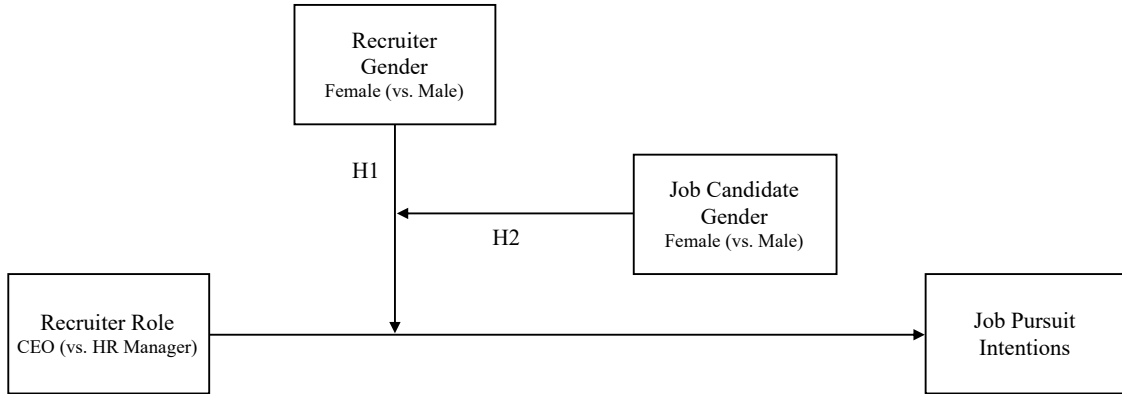 Recruiter
Gender
Female (vs. Male)
H1
Job Candidate
Gender
Female (vs. Male)
H2
Recruiter Role
CEO (vs. HR Manager)
Job Pursuit
Intentions